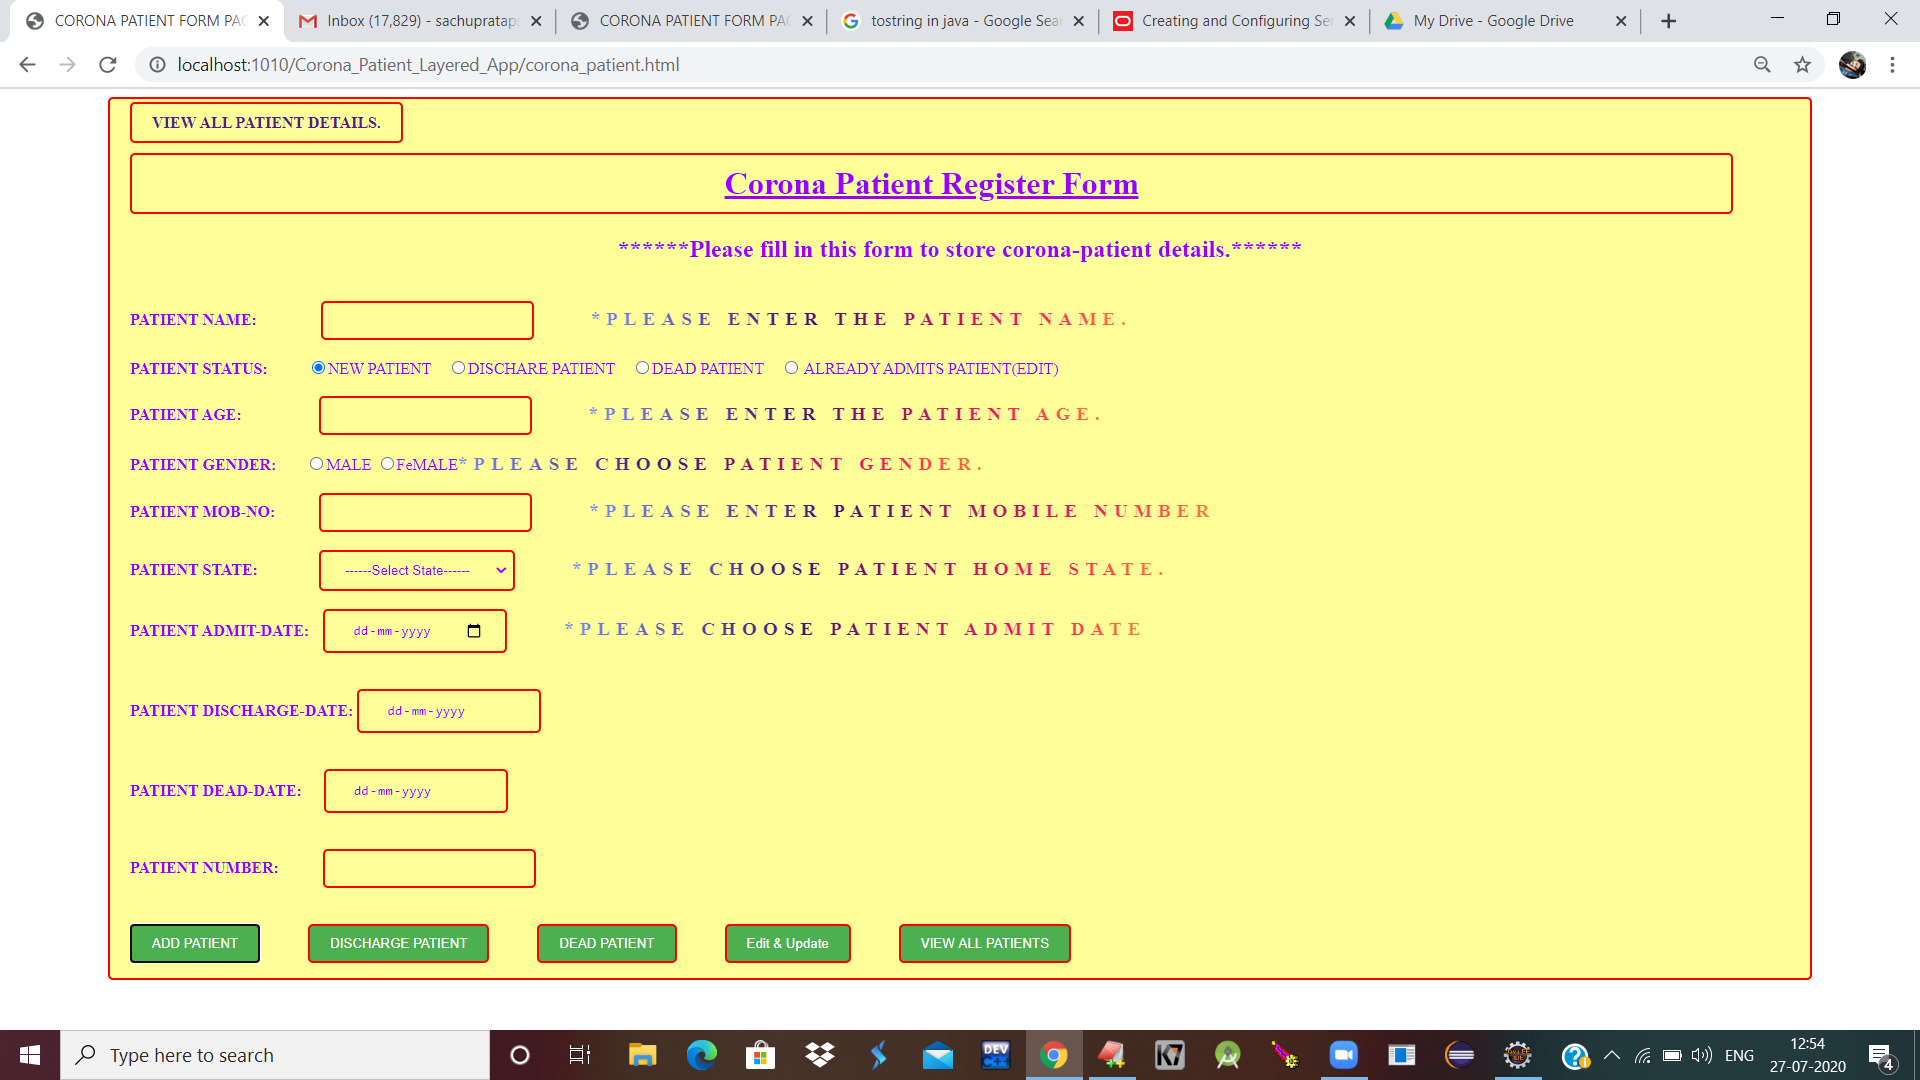 CORONA PATIENT FORM PAG
Inbox (17,829) - sachupratap
CORONA PATIENT FORM PAG
tostring in java - Google Sea
Creating and Configuring Ser
My Drive - Google Drive
localhost:1010/Corona_Patient_Layered_App/corona_patient.html
VIEW ALL PATIENT DETAILS.
Corona Patient Register Form
******Please fill in this form to store corona-patient details.******
PATIENT NAME: *PLEASE ENTER THE PATIENT NAME.
PATIENT STATUS: NEW PATIENT DISCHARE PATIENT DEAD PATIENT ALREADY ADMITS PATIENT(EDIT)
PATIENT AGE: *PLEASE ENTER THE PATIENT AGE.
PATIENT GENDER: MALE FeMALE*PLEASE CHOOSE PATIENT GENDER.
PATIENT MOB-NO: *PLEASE ENTER PATIENT MOBILE NUMBER
PATIENT STATE: ------Select State------ *PLEASE CHOOSE PATIENT HOME STATE.
PATIENT ADMIT-DATE: dd-mm-yyyy *PLEASE CHOOSE PATIENT ADMIT DATE
PATIENT DISCHARGE-DATE: dd-mm-yyyy
PATIENT DEAD-DATE: dd-mm-yyyy
PATIENT NUMBER:
ADD PATIENT DISCHARGE PATIENT DEAD PATIENT Edit & Update VIEW ALL PATIENTS
Type here to search
DEV C++
ENG
12:54
27-07-2020
4